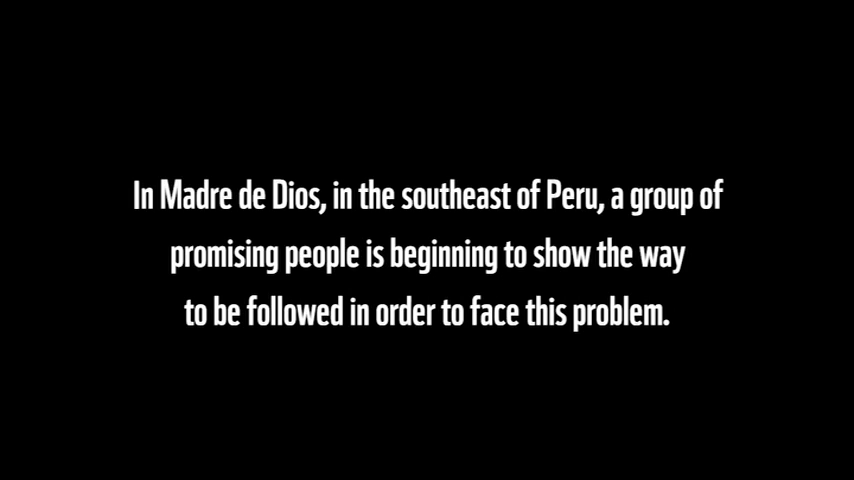 In Madre de Dios, in the southeast of Peru, a group of
promising people is beginning to show the way
to be followed in order to face this problem.